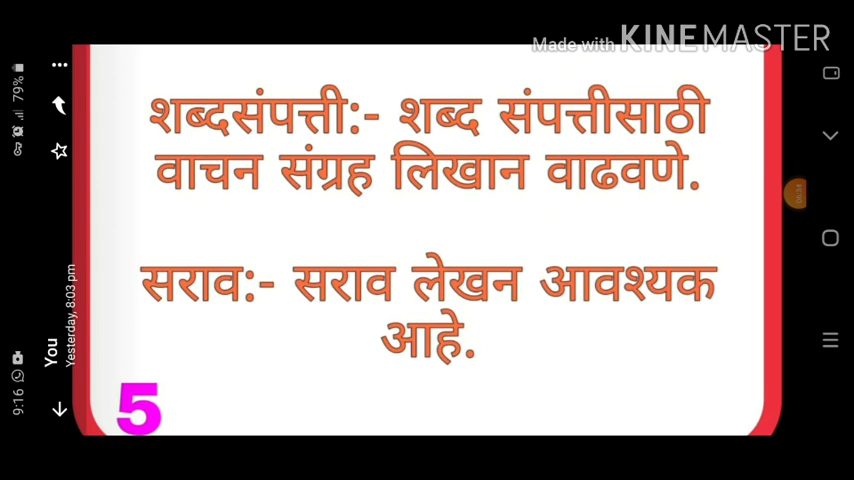 Made with KINEMASTER
शब्दसंपत्ती:- शब्द संपत्तीसाठी
वाचन संग्रह लिखान वाढवणे.
सराव:- सराव लेखन आवश्यक
आहे.
5
79%
You
Yesterday, 8:03 pm
9:16